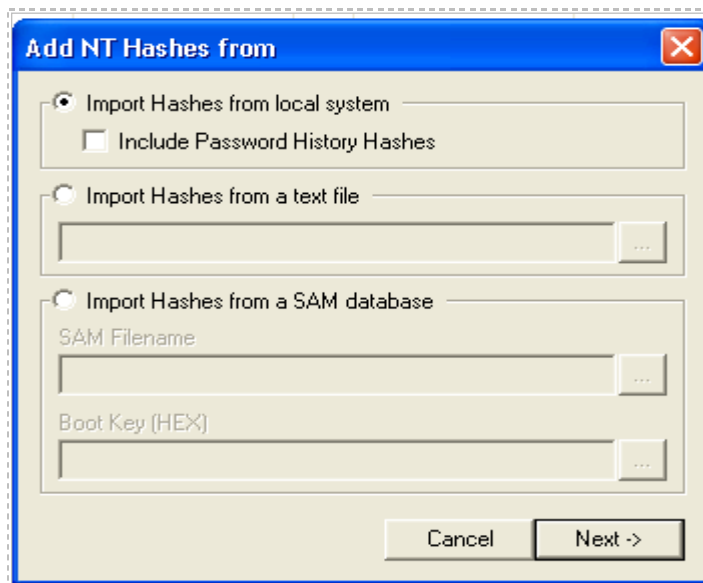 Add NT Hashes from
Import Hashes from local system
Include Password History Hashes
Import Hashes from a text file
...
Import Hashes from a SAM database
SAM Filename
...
Boot Key (HEX)
...
Cancel
Next ->